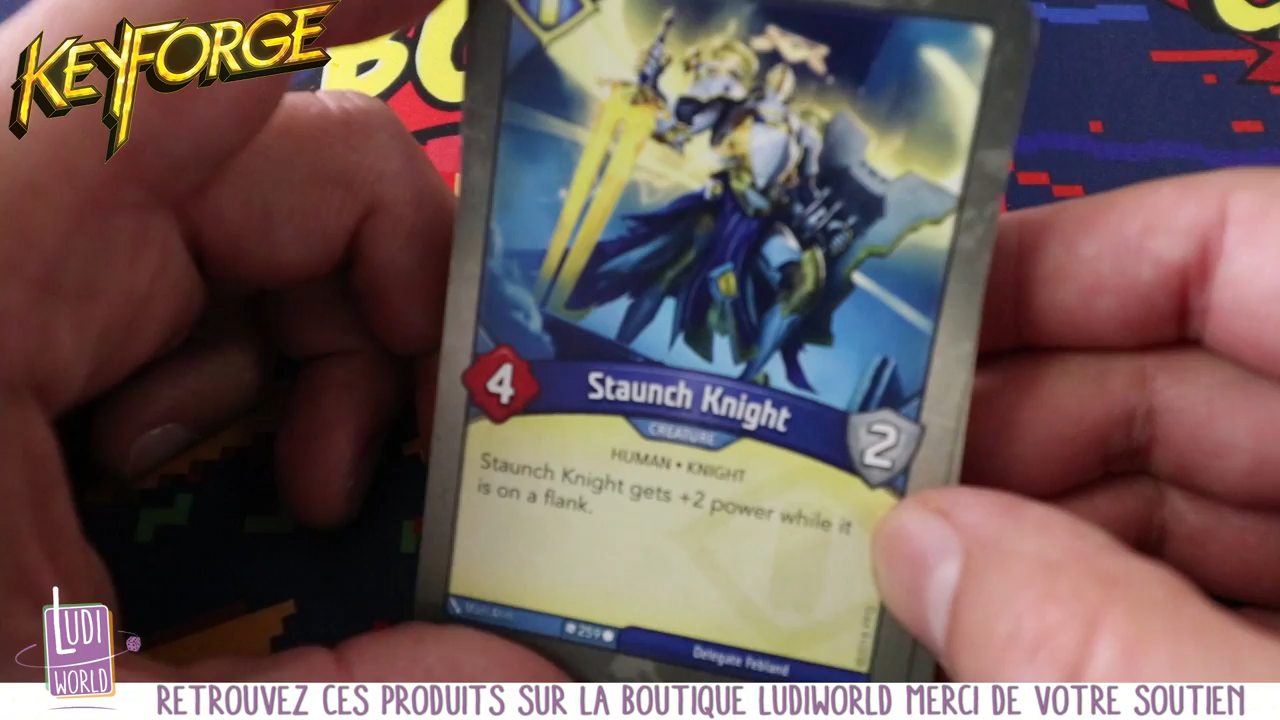 KEYFORGE
4
Staunch Knight
2
CREATURE
HUMAN • KNIGHT
Staunch Knight gets +2 power while it
is on a flank.
259
Delegate Febland
LUDI
WORLD
RETROUVEZ CES PRODUITS SUR LA BOUTIQUE LUDIWORLD MERCI DE VOTRE SOUTIEN